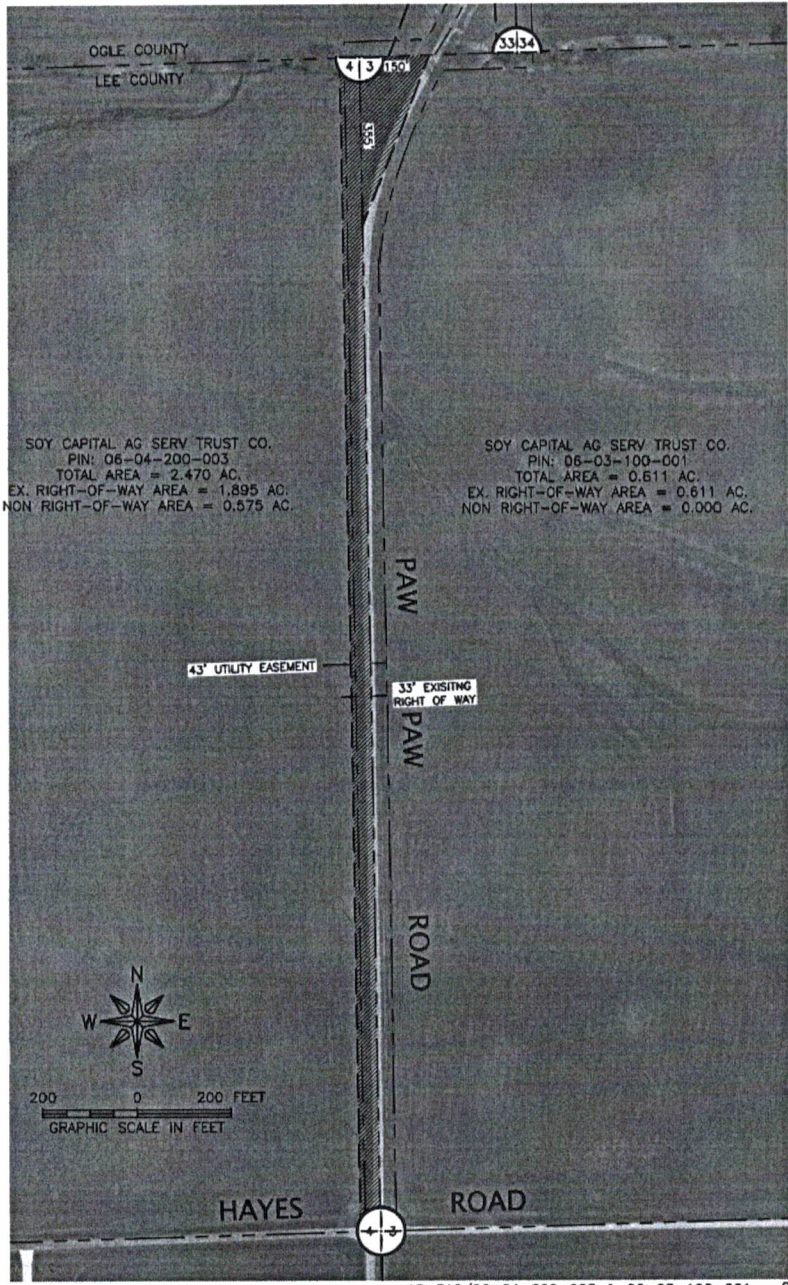 OGLE COUNTY
LEE COUNTY
33 34
4 3
150'
355'
SOY CAPITAL AG SERV TRUST CO.
PIN: 06-04-200-003
TOTAL AREA = 2.470 AC.
EX. RIGHT-OF-WAY AREA = 1.895 AC.
NON RIGHT-OF-WAY AREA = 0.575 AC.
SOY CAPITAL AG SERV TRUST CO.
PIN: 06-03-100-001
TOTAL AREA = 0.611 AC.
EX. RIGHT-OF-WAY AREA = 0.611 AC.
NON RIGHT-OF-WAY AREA = 0.000 AC.
PAW
43' UTILITY EASEMENT
33' EXISITNG
RIGHT OF WAY
PAW
ROAD
N
W E
S
200 0 200 FEET
GRAPHIC SCALE IN FEET
HAYES ROAD
4 3